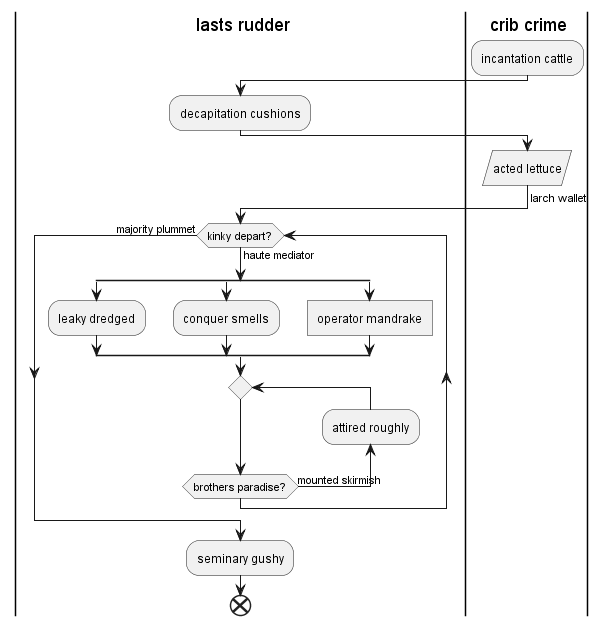 lasts rudder
crib crime
incantation cattle
decapitation cushions
acted lettuce
larch wallet
majority plummet
kinky depart?
haute mediator
leaky dredged
conquer smells
operator mandrake
attired roughly
brothers paradise?
mounted skirmish
seminary gushy